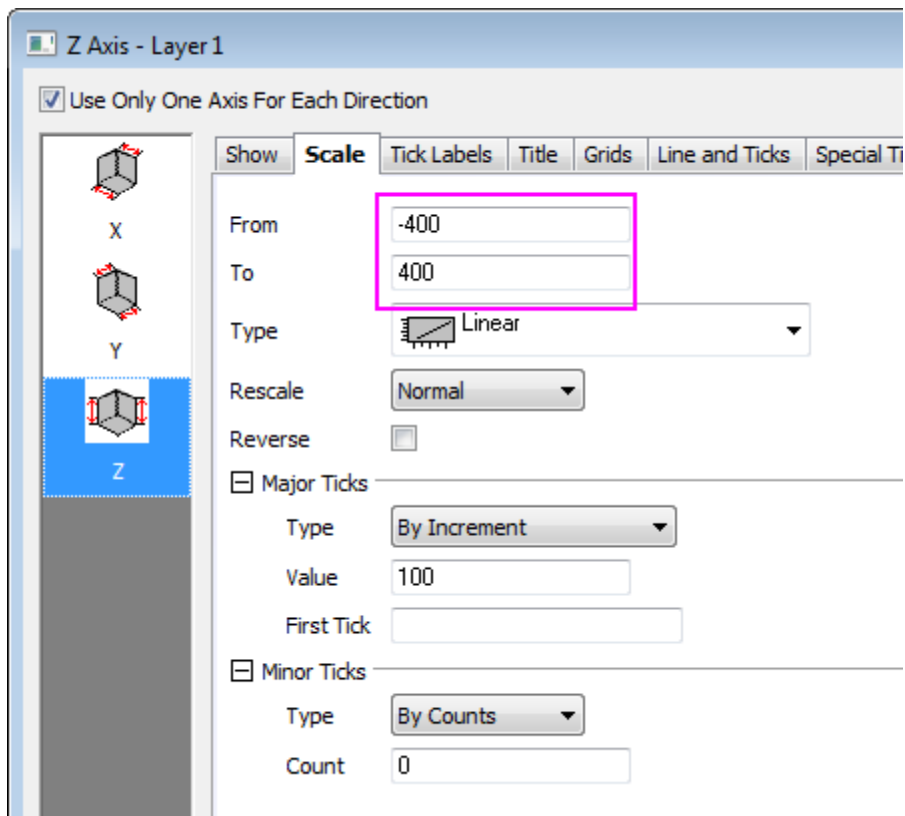 Z Axis - Layer 1
Use Only One Axis For Each Direction
X
Y
Z
Show Scale Tick Labels Title Grids Line and Ticks Special Ti
From -400
To 400
Type Linear
Rescale Normal
Reverse
Major Ticks
Type By Increment
Value 100
First Tick
Minor Ticks
Type By Counts
Count 0